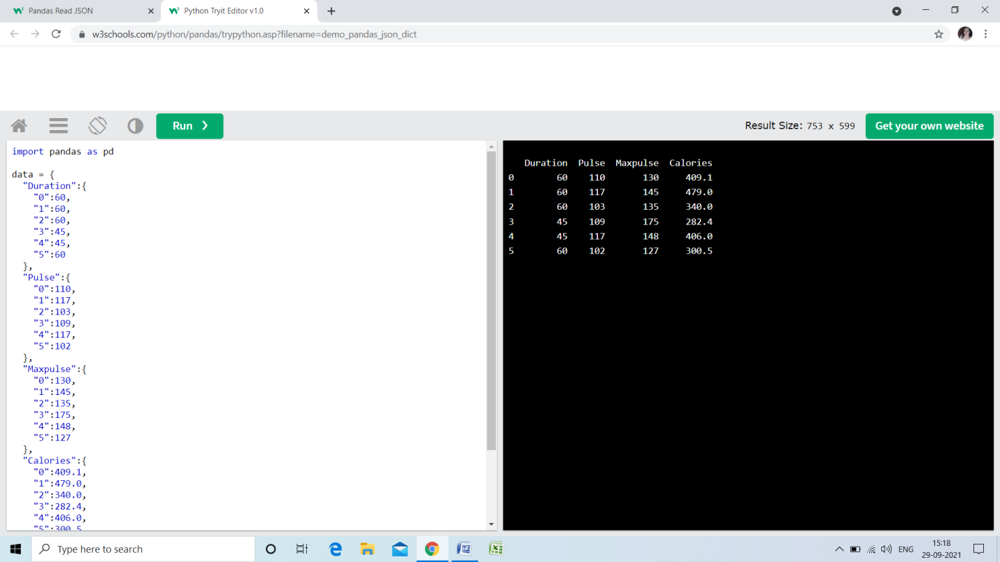 Pandas Read JSON
Python Tryit Editor v1.0
w3schools.com/python/pandas/trypython.asp?filename=demo_pandas_json_dict
Run ❯
Result Size: 753 x 599
Get your own website
import pandas as pd
data = {
"Duration":{
"0":60,
"1":60,
"2":60,
"3":45,
"4":45,
"5":60
},
"Pulse":{
"0":110,
"1":117,
"2":103,
"3":109,
"4":117,
"5":102
},
"Maxpulse":{
"0":130,
"1":145,
"2":135,
"3":175,
"4":148,
"5":127
},
"Calories":{
"0":409.1,
"1":479.0,
"2":340.0,
"3":282.4,
"4":406.0,
"5":300.5
Duration Pulse Maxpulse Calories
0 60 110 130 409.1
1 60 117 145 479.0
2 60 103 135 340.0
3 45 109 175 282.4
4 45 117 148 406.0
5 60 102 127 300.5
Type here to search
ENG
15:18
29-09-2021